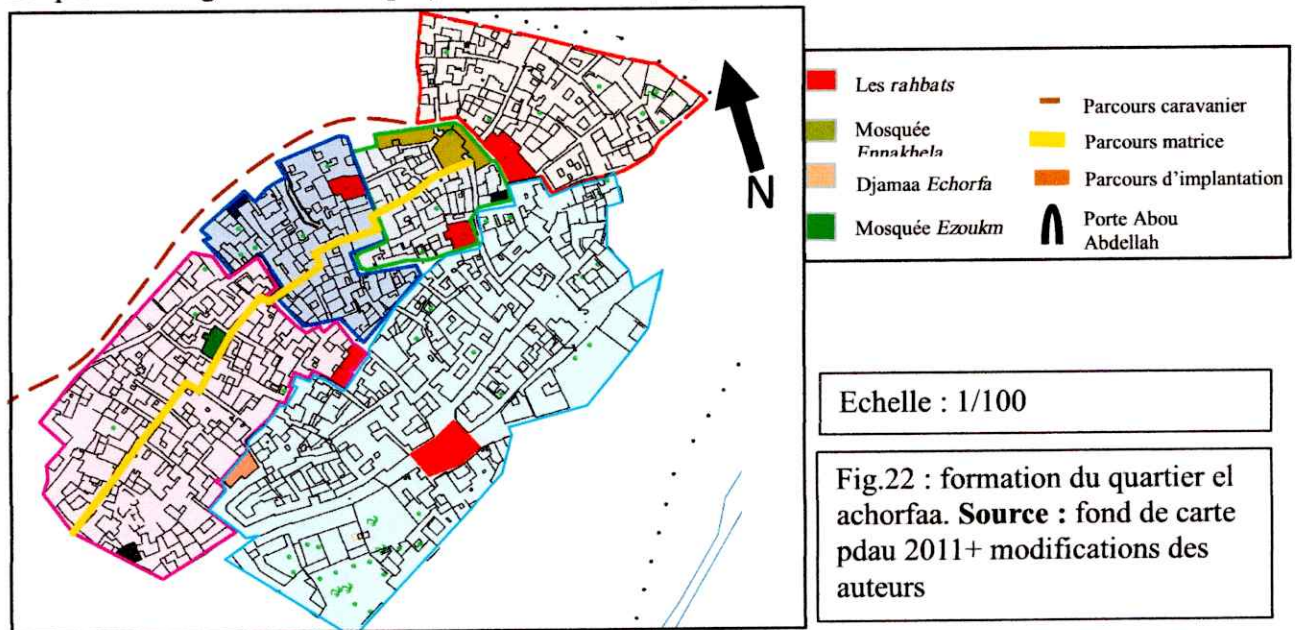 Les rahbats
Mosquée
Ennakhela
Djamaa Echorfa
Mosquée Ezoukm
Parcours caravanier
Parcours matrice
Parcours d'implantation
Porte Abou
Abdellah
N
Echelle : 1/100
Fig.22 : formation du quartier el
achorfaa. Source : fond de carte
pdau 2011+ modifications des
auteurs